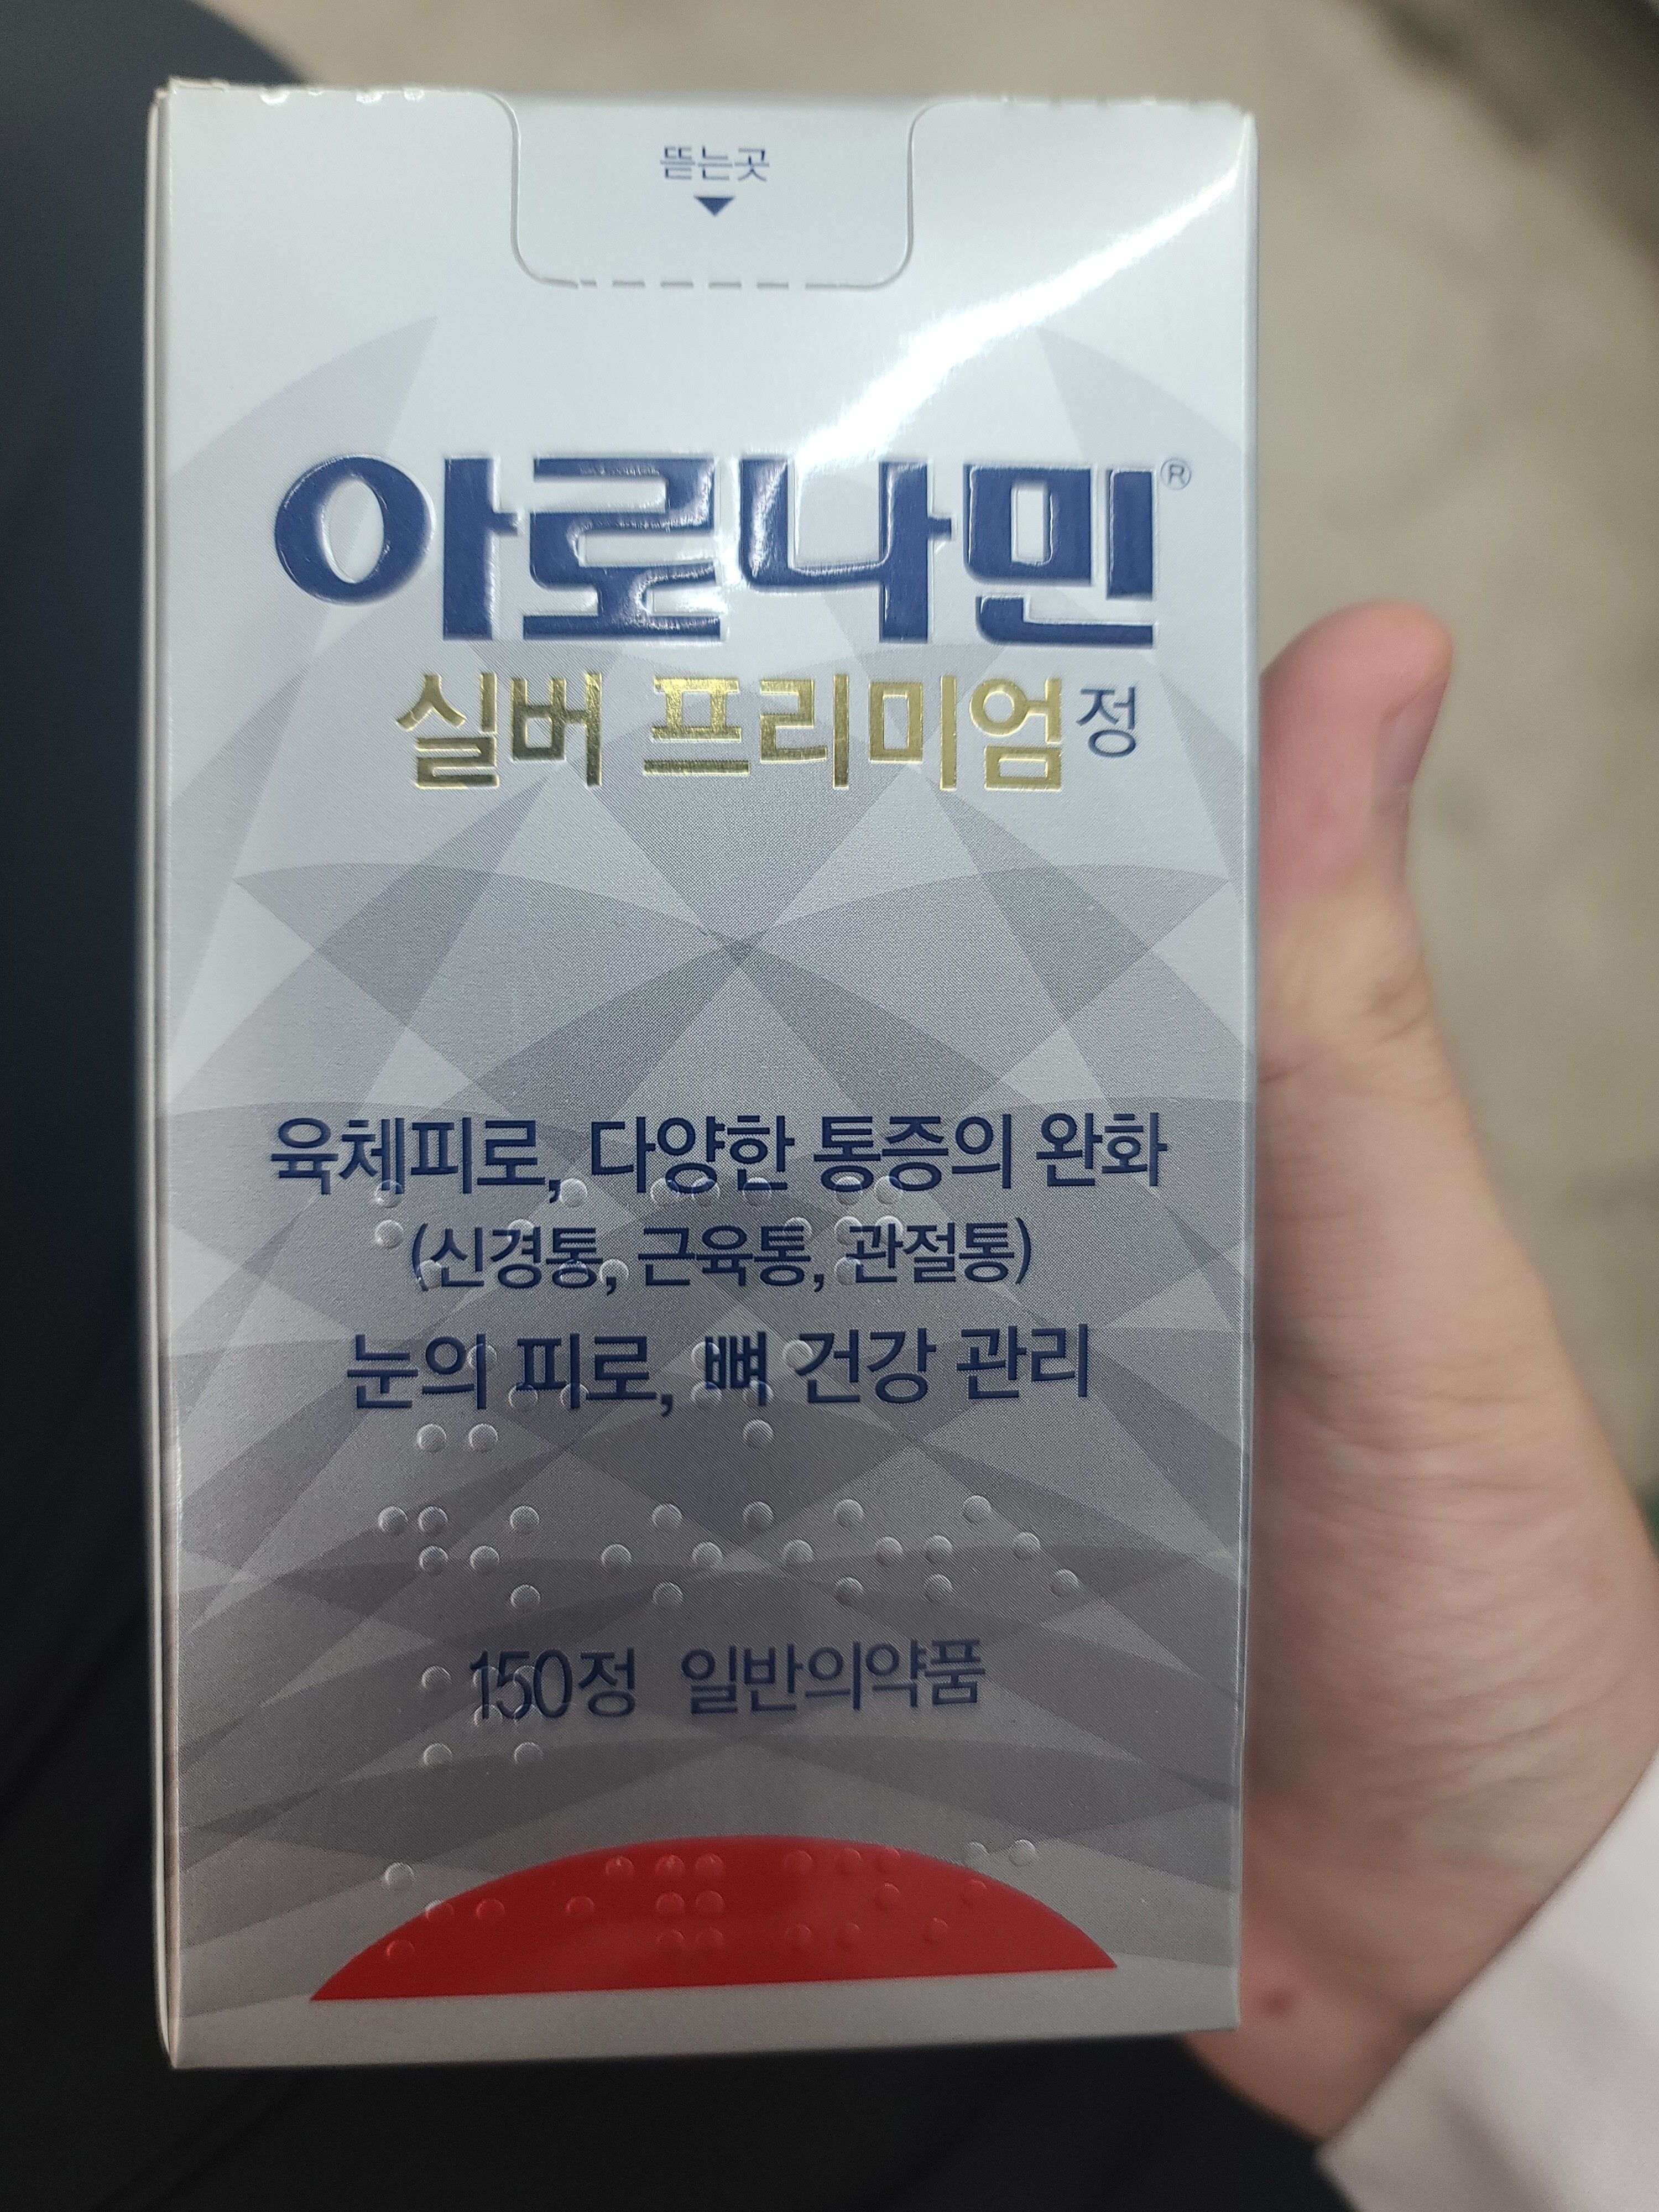 뜯는곳
아로나민®
실버 프리미엄정
육체피로, 다양한 통증의 완화
(신경통, 근육통, 관절통)
눈의 피로, 뼈 건강 관리
150정 일반의약품